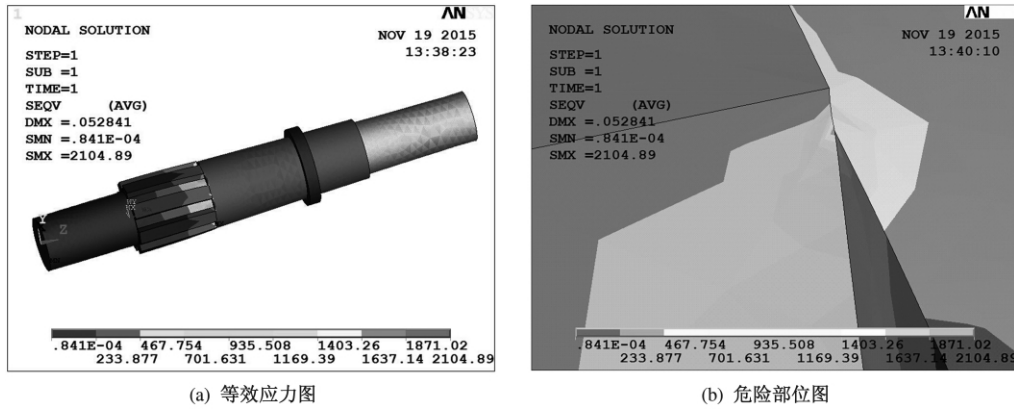 1
ANSYS
NODAL SOLUTION
NOV 19 2015
13:38:23
STEP=1
SUB =1
TIME=1
SEQV (AVG)
DMX =.052841
SMN =.841E-04
SMX =2104.89
Y
Z
.841E-04 467.754 935.508 1403.26 1871.02
233.877 701.631 1169.39 1637.14 2104.89
(a) 等效应力图
AN
NODAL SOLUTION
NOV 19 2015
13:40:10
STEP=1
SUB =1
TIME=1
SEQV (AVG)
DMX =.052841
SMN =.841E-04
SMX =2104.89
.841E-04 467.754 935.508 1403.26 1871.02
233.877 701.631 1169.39 1637.14 2104.89
(b) 危险部位图